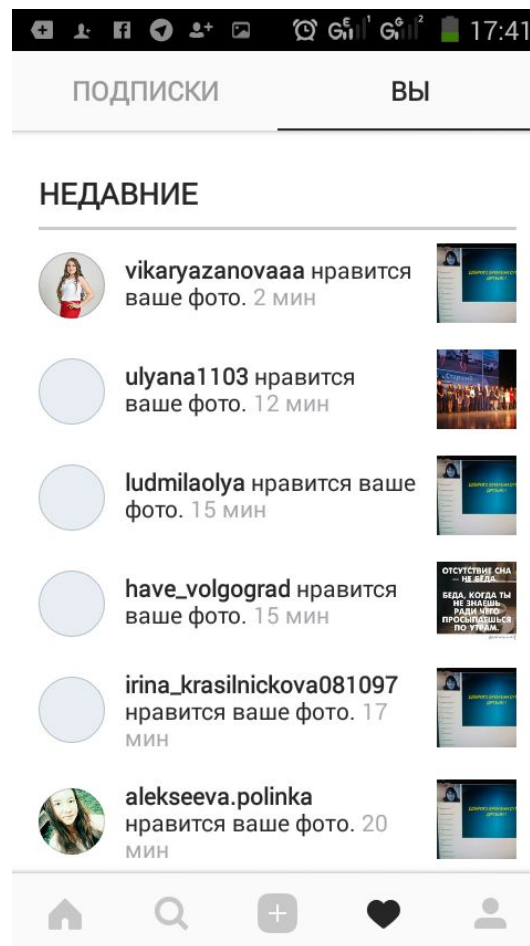 17:41
ПОДПИСКИ
ВЫ
НЕДАВНИЕ
vikaryazanovaaa нравится
ваше фото. 2 мин
ulyana1103 нравится
ваше фото. 12 мин
ludmilaolya нравится ваше
фото. 15 мин
have_volgograd нравится
ваше фото. 15 мин
ОТСУТСТВИЕ СНА
— НЕ БЕДА.
БЕДА, КОГДА ТЫ
НЕ ЗНАЕШЬ
РАДИ ЧЕГО
ПРОСЫПАЕШЬСЯ
ПО УТРАМ.
irina_krasilnickova081097
нравится ваше фото. 17
мин
alekseeva.polinka
нравится ваше фото. 20
мин